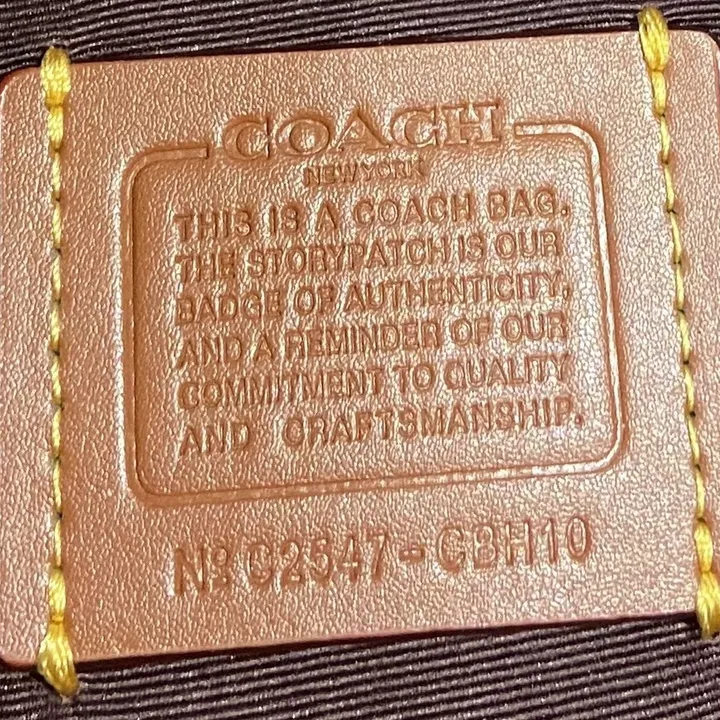 COACH
NEW YORK
THIS IS A COACH BAG.
THE STORYPATCH IS OUR
BADGE OF AUTHENTICITY,
AND A REMINDER OF OUR
COMMITMENT TO QUALITY
AND CRAFTSMANSHIP.
Nº C2547-CBH10